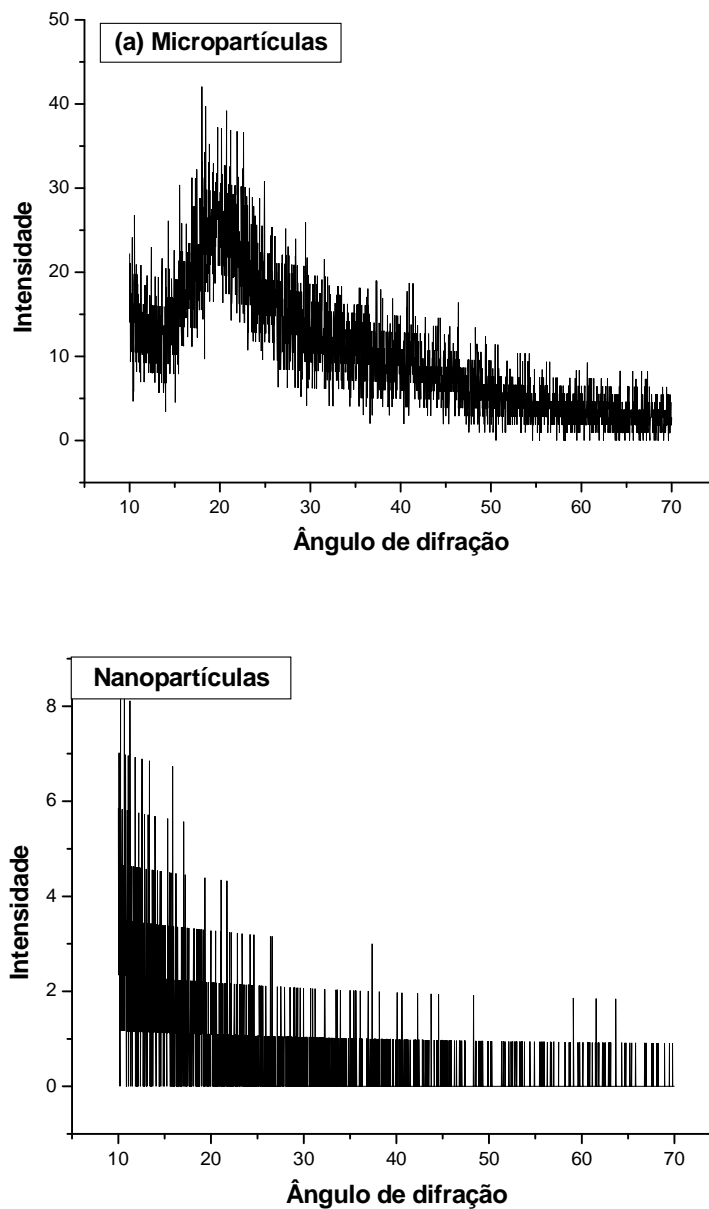 (a) Micropartículas
50
40
30
20
10
0
Intensidade
10 20 30 40 50 60 70
Ângulo de difração
Nanopartículas
8
6
4
2
0
Intensidade
10 20 30 40 50 60 70
Ângulo de difração